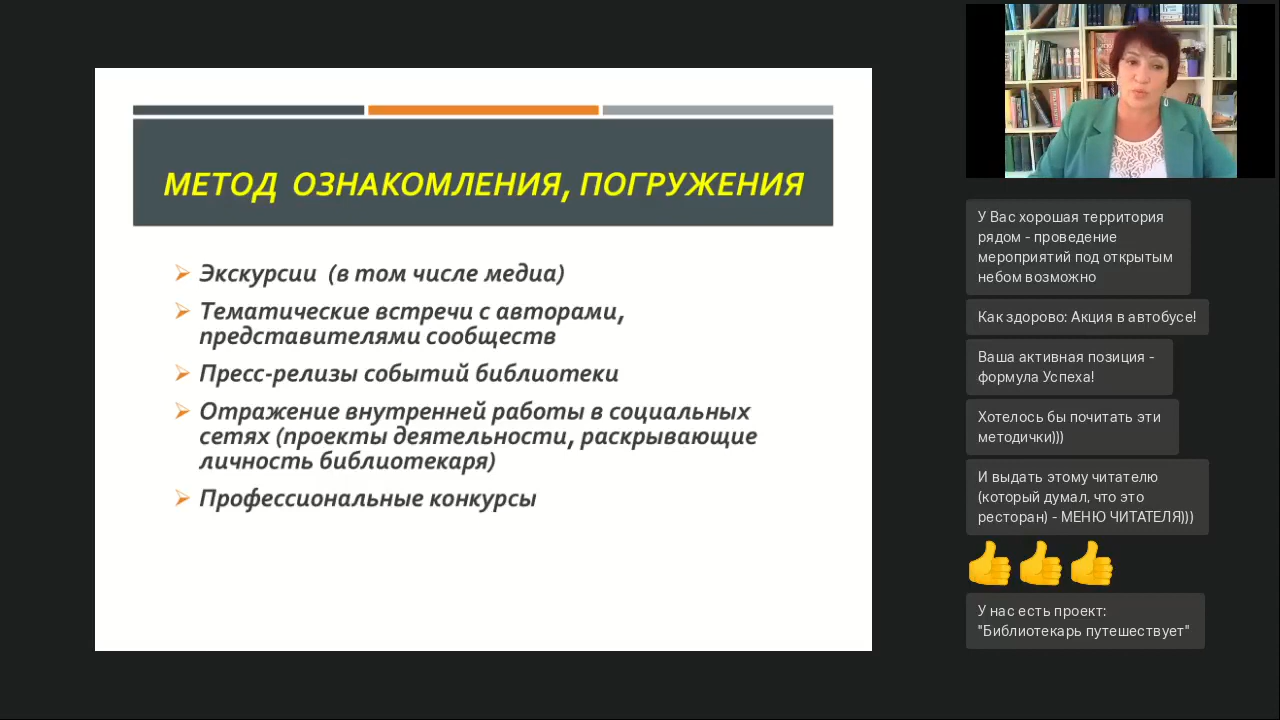 МЕТОД ОЗНАКОМЛЕНИЯ, ПОГРУЖЕНИЯ
Экскурсии (в том числе медиа)
Тематические встречи с авторами,
представителями сообществ
Пресс-релизы событий библиотеки
Отражение внутренней работы в социальных
сетях (проекты деятельности, раскрывающие
личность библиотекаря)
Профессиональные конкурсы
У Вас хорошая территория
рядом - проведение
мероприятий под открытым
небом возможно
Как здорово: Акция в автобусе!
Ваша активная позиция -
формула Успеха!
Хотелось бы почитать эти
методички)))
И выдать этому читателю
(который думал, что это
ресторан) - МЕНЮ ЧИТАТЕЛЯ)))
У нас есть проект:
"Библиотекарь путешествует"